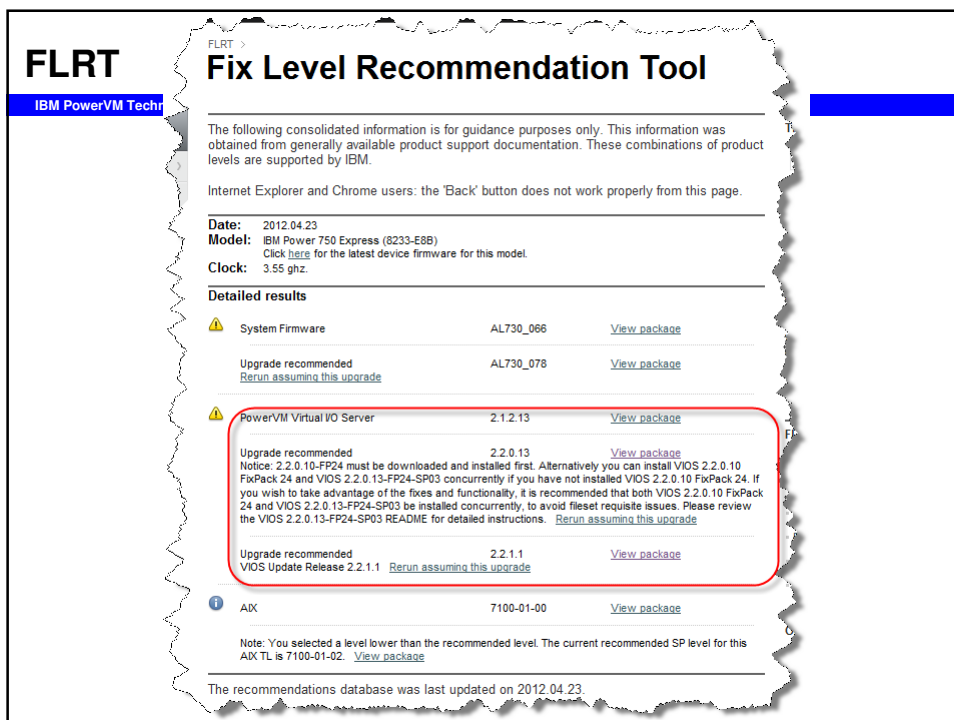 FLRT
IBM PowerVM Techn
FLRT >
Fix Level Recommendation Tool
The following consolidated information is for guidance purposes only. This information was
obtained from generally available product support documentation. These combinations of product
levels are supported by IBM.
Internet Explorer and Chrome users: the 'Back' button does not work properly from this page.
Date: 2012.04.23
Model: IBM Power 750 Express (8233-E8B)
Click here for the latest device firmware for this model.
Clock: 3.55 ghz.
Detailed results
System Firmware AL730_066 View package
Upgrade recommended AL730_078 View package
Rerun assuming this upgrade
PowerVM Virtual I/O Server 2.1.2.13 View package
Upgrade recommended 2.2.0.13 View package
Notice: 2.2.0.10-FP24 must be downloaded and installed first. Alternatively you can install VIOS 2.2.0.10
FixPack 24 and VIOS 2.2.0.13-FP24-SP03 concurrently if you have not installed VIOS 2.2.0.10 FixPack 24. If
you wish to take advantage of the fixes and functionality, it is recommended that both VIOS 2.2.0.10 FixPack
24 and VIOS 2.2.0.13-FP24-SP03 be installed concurrently, to avoid fileset requisite issues. Please review
the VIOS 2.2.0.13-FP24-SP03 README for detailed instructions. Rerun assuming this upgrade
Upgrade recommended 2.2.1.1 View package
VIOS Update Release 2.2.1.1 Rerun assuming this upgrade
AIX 7100-01-00 View package
Note: You selected a level lower than the recommended level. The current recommended SP level for this
AIX TL is 7100-01-02. View package
The recommendations database was last updated on 2012.04.23.